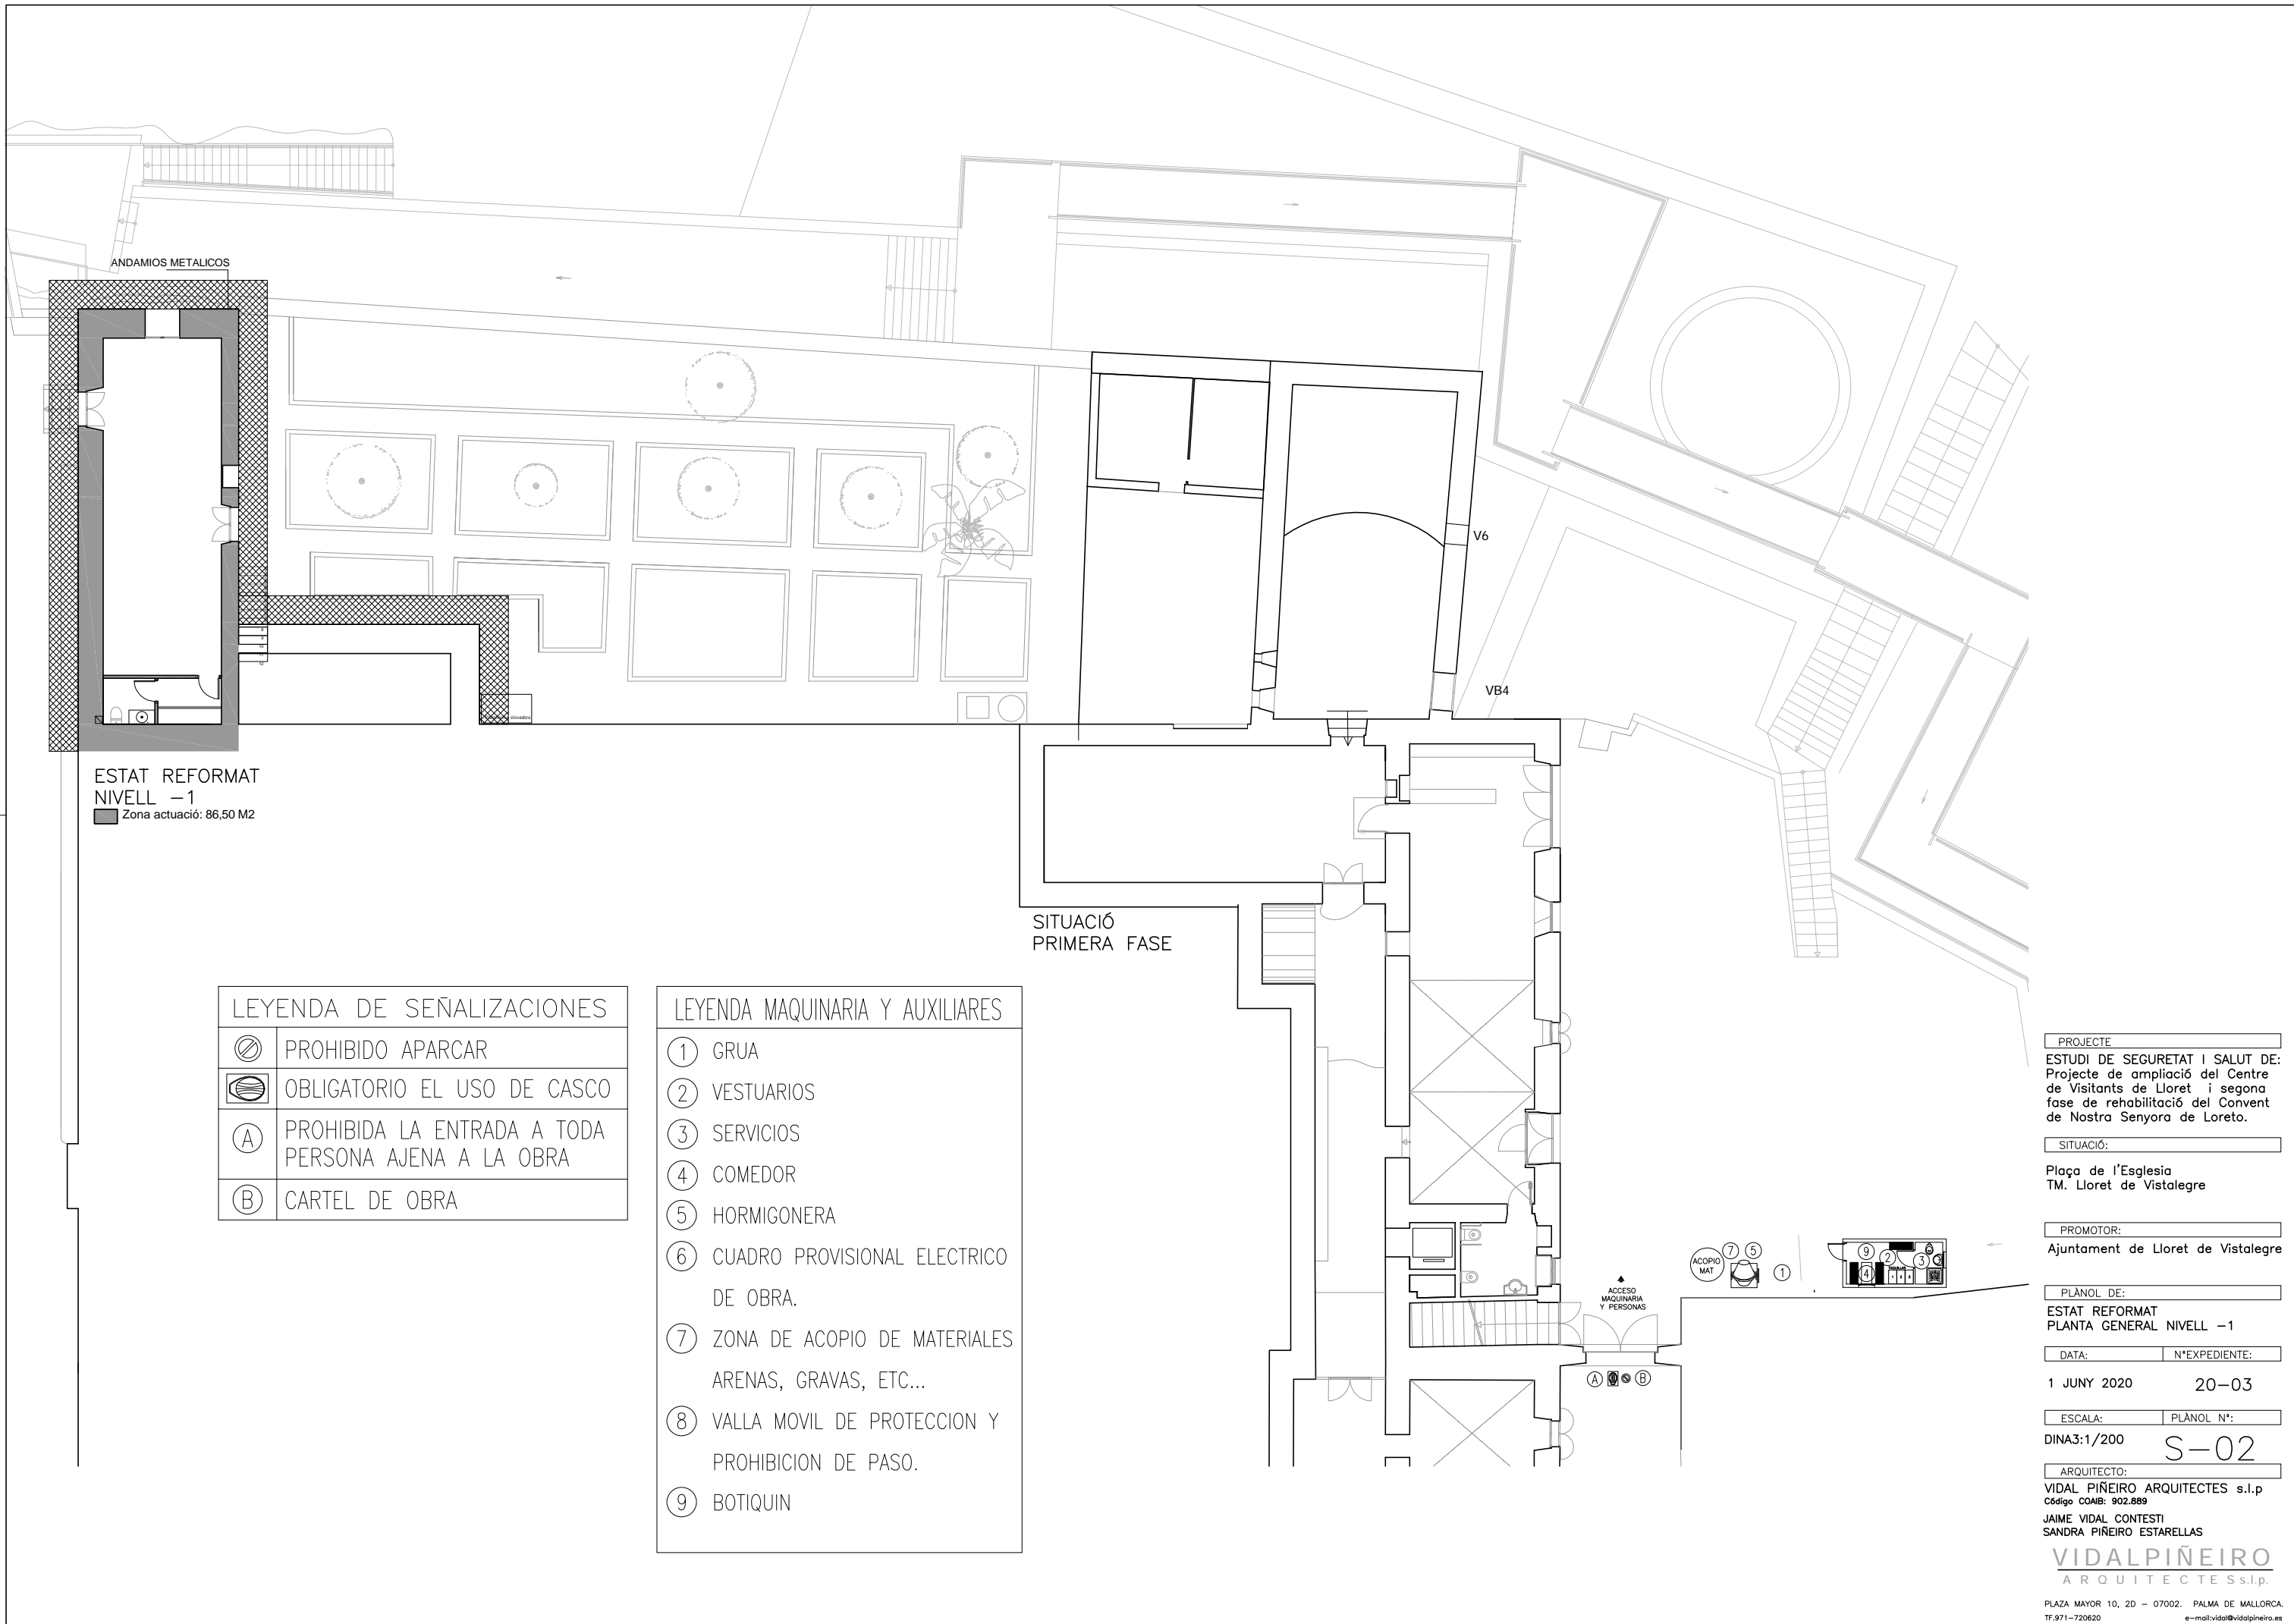 ANDAMIOS METALICOS
V6
VB4
elevadora
ESTAT REFORMAT
NIVELL -1
Zona actuació: 86,50 M2
SITUACIÓ
PRIMERA FASE
LEYENDA DE SEÑALIZACIONES
PROHIBIDO APARCAR
OBLIGATORIO EL USO DE CASCO
A PROHIBIDA LA ENTRADA A TODA
PERSONA AJENA A LA OBRA
B CARTEL DE OBRA
LEYENDA MAQUINARIA Y AUXILIARES
1 GRUA
2 VESTUARIOS
3 SERVICIOS
4 COMEDOR
5 HORMIGONERA
6 CUADRO PROVISIONAL ELECTRICO
DE OBRA.
7 ZONA DE ACOPIO DE MATERIALES
ARENAS, GRAVAS, ETC...
8 VALLA MOVIL DE PROTECCION Y
PROHIBICION DE PASO.
9 BOTIQUIN
ACOPIO
MAT
7 5
1
9 2 3
4
ACCESO
MAQUINARIA
Y PERSONAS
A B
PROJECTE
ESTUDI DE SEGURETAT I SALUT DE:
Projecte de ampliació del Centre
de Visitants de Lloret i segona
fase de rehabilitació del Convent
de Nostra Senyora de Loreto.
SITUACIÓ:
Plaça de l'Esglesia
TM. Lloret de Vistalegre
PROMOTOR:
Ajuntament de Lloret de Vistalegre
PLÀNOL DE:
ESTAT REFORMAT
PLANTA GENERAL NIVELL -1
DATA: NºEXPEDIENTE:
1 JUNY 2020 20-03
ESCALA: PLÀNOL Nº:
DINA3:1/200 S-02
ARQUITECTO:
VIDAL PIÑEIRO ARQUITECTES s.l.p
Código COAIB: 902.889
JAIME VIDAL CONTESTI
SANDRA PIÑEIRO ESTARELLAS
VIDALPIÑEIRO
ARQUITECTES s.l.p.
PLAZA MAYOR 10, 2D - 07002. PALMA DE MALLORCA.
TF.971-720620 e-mail:vidal@vidalpineiro.es